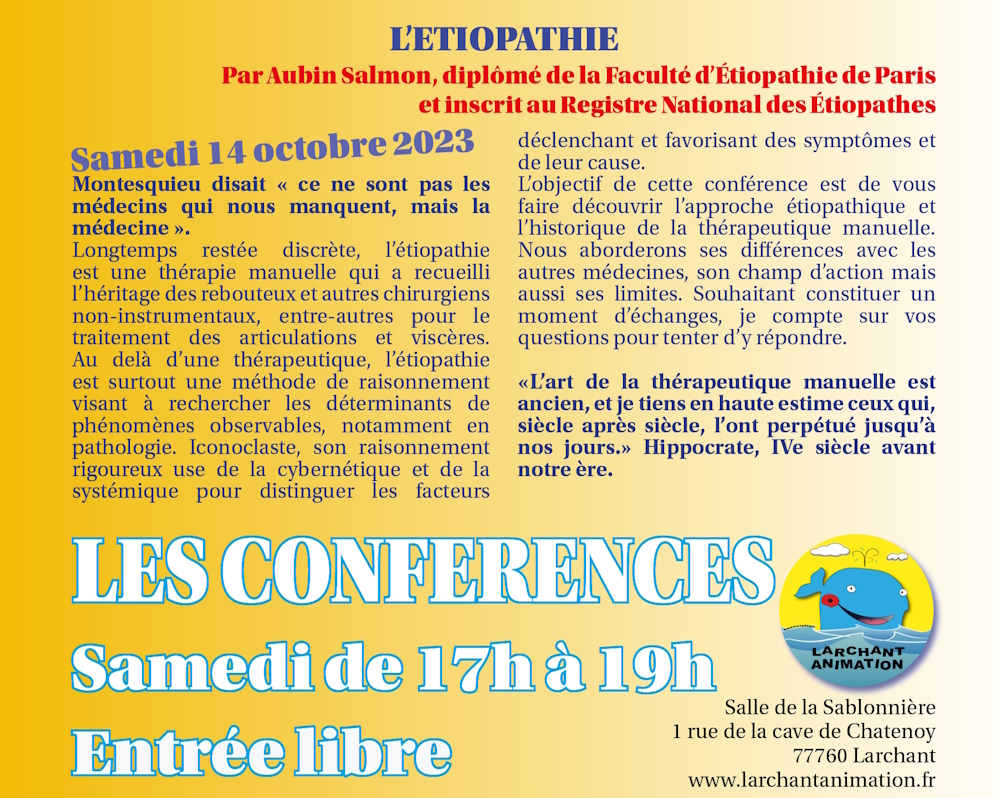 L’ETIOPATHIE
Par Aubin Salmon, diplômé de la Faculté d’Étiopathie de Paris
et inscrit au Registre National des Étiopathes
Samedi 14 octobre 2023
Montesquieu disait « ce ne sont pas les
médecins qui nous manquent, mais la
médecine ».
Longtemps restée discrète, l’étiopathie
est une thérapie manuelle qui a recueilli
l’héritage des rebouteux et autres chirurgiens
non-instrumentaux, entre-autres pour le
traitement des articulations et viscères.
Au delà d’une thérapeutique, l’étiopathie
est surtout une méthode de raisonnement
visant à rechercher les déterminants de
phénomènes observables, notamment en
pathologie. Iconoclaste, son raisonnement
rigoureux use de la cybernétique et de la
systémique pour distinguer les facteurs
déclenchant et favorisant des symptômes et
de leur cause.
L’objectif de cette conférence est de vous
faire découvrir l’approche étiopathique et
l’historique de la thérapeutique manuelle.
Nous aborderons ses différences avec les
autres médecines, son champ d’action mais
aussi ses limites. Souhaitant constituer un
moment d’échanges, je compte sur vos
questions pour tenter d’y répondre.
«L’art de la thérapeutique manuelle est
ancien, et je tiens en haute estime ceux qui,
siècle après siècle, l’ont perpétué jusqu’à
nos jours.» Hippocrate, IVe siècle avant
notre ère.
LES CONFERENCES
Samedi de 17h à 19h
Entrée libre
LARCHANT
ANIMATION
Salle de la Sablonnière
1 rue de la cave de Chatenoy
77760 Larchant
www.larchantanimation.fr